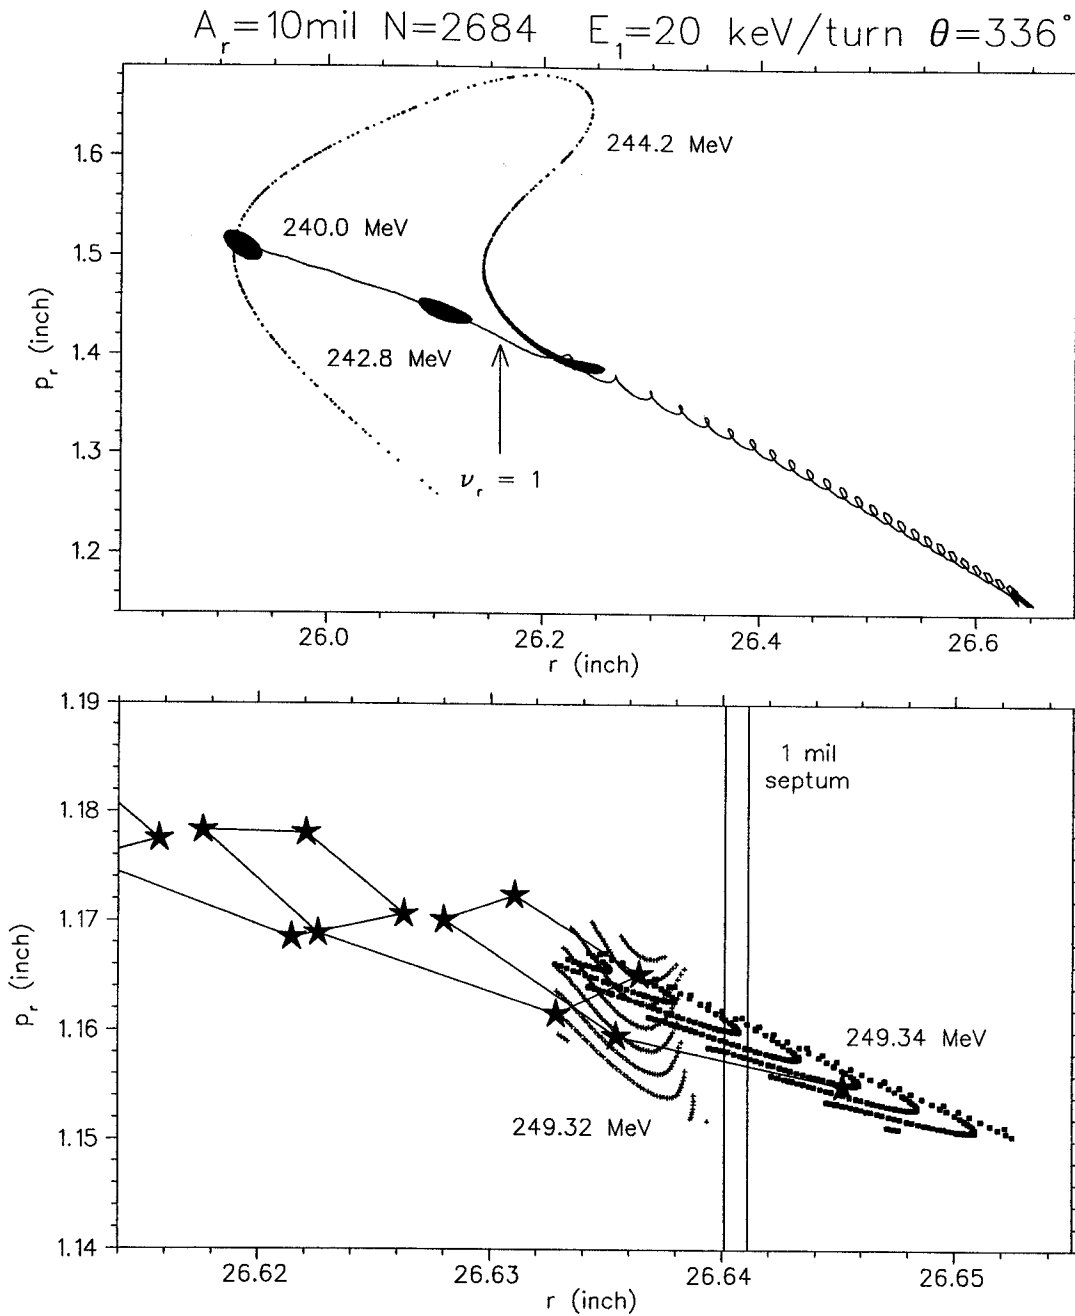 A_r=10mil N=2684 E_1=20 keV/turn θ=336°
1.6
1.5
1.4
1.3
1.2
p_r (inch)
244.2 MeV
240.0 MeV
242.8 MeV
ν_r = 1
26.0
26.2
26.4
26.6
r (inch)
1.19
1.18
1.17
1.16
1.15
1.14
p_r (inch)
1 mil
septum
249.34 MeV
249.32 MeV
26.62
26.63
26.64
26.65
r (inch)